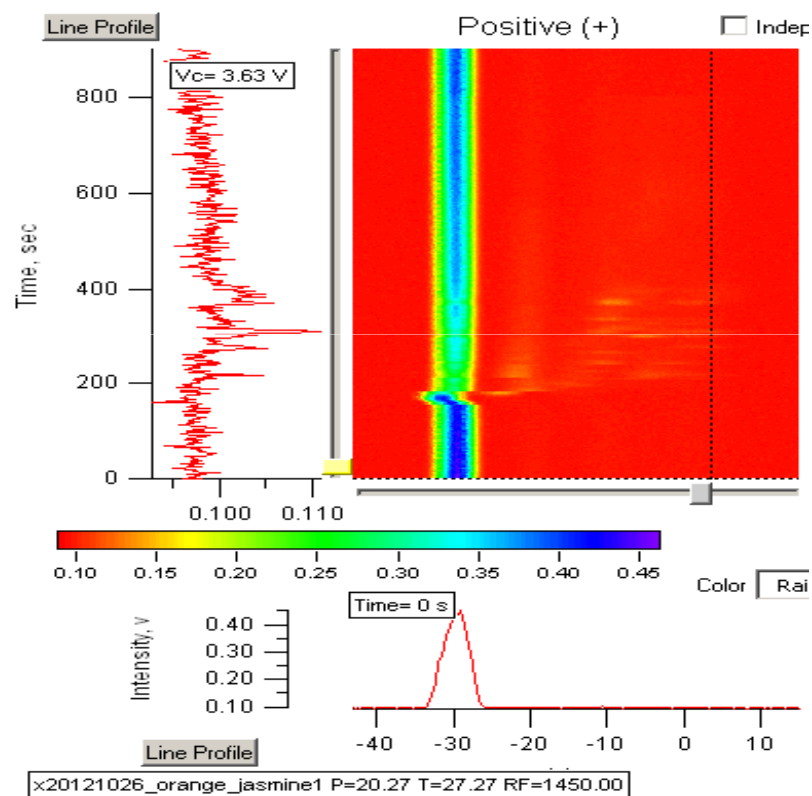 Line Profile
Positive (+)
Indep
Vc= 3.63 V
Time, sec
800
600
400
200
0
0.100 0.110
0.10 0.15 0.20 0.25 0.30 0.35 0.40 0.45
Color Rai
Time= 0 s
Intensity, v
0.40
0.30
0.20
0.10
-40 -30 -20 -10 0 10
Line Profile
x20121026_orange_jasmine1 P=20.27 T=27.27 RF=1450.00